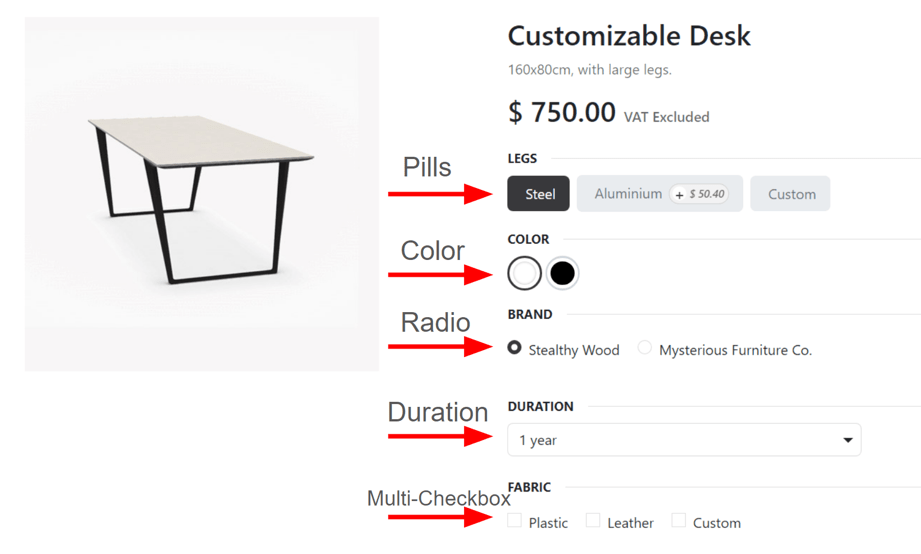 Customizable Desk
160x80cm, with large legs.
$ 750.00 VAT Excluded
LEGS
Pills
Steel
Aluminium + $ 50.40
Custom
COLOR
Color
BRAND
Radio
Stealthy Wood
Mysterious Furniture Co.
DURATION
Duration
1 year
FABRIC
Multi-Checkbox
Plastic
Leather
Custom